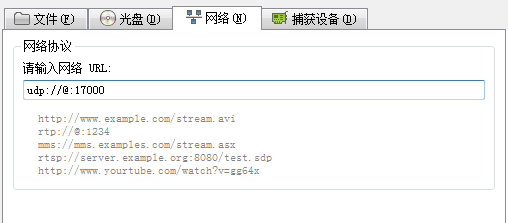 文件(F) 光盘(D) 网络(N) 捕获设备(D)
网络协议
请输入网络 URL:
udp://@:17000
http://www.example.com/stream.avi
rtp://@:1234
mms://mms.examples.com/stream.asx
rtsp://server.example.org:8080/test.sdp
http://www.yourtube.com/watch?v=gg64x